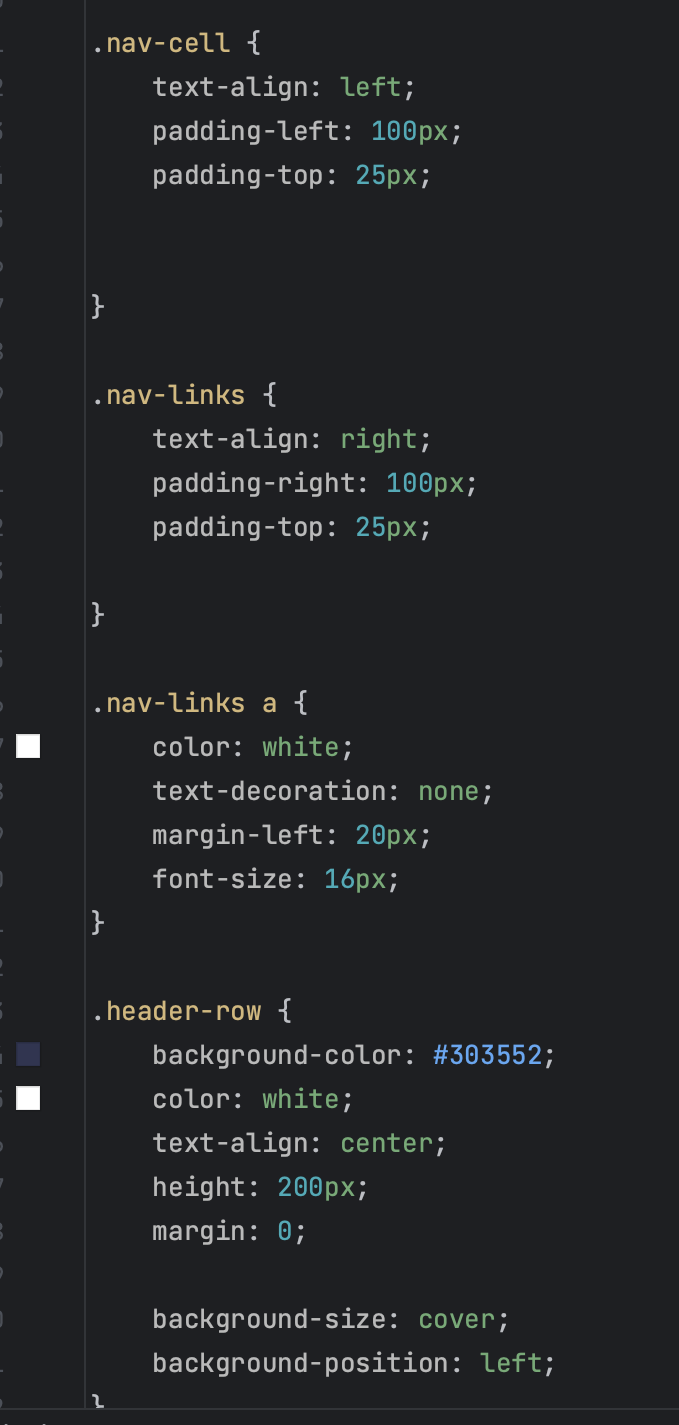 .nav-cell {
    text-align: left;
    padding-left: 100px;
    padding-top: 25px;
}
.nav-links {
    text-align: right;
    padding-right: 100px;
    padding-top: 25px;
}
.nav-links a {
    color: white;
    text-decoration: none;
    margin-left: 20px;
    font-size: 16px;
}
.header-row {
    background-color: #303552;
    color: white;
    text-align: center;
    height: 200px;
    margin: 0;
    background-size: cover;
    background-position: left;
}